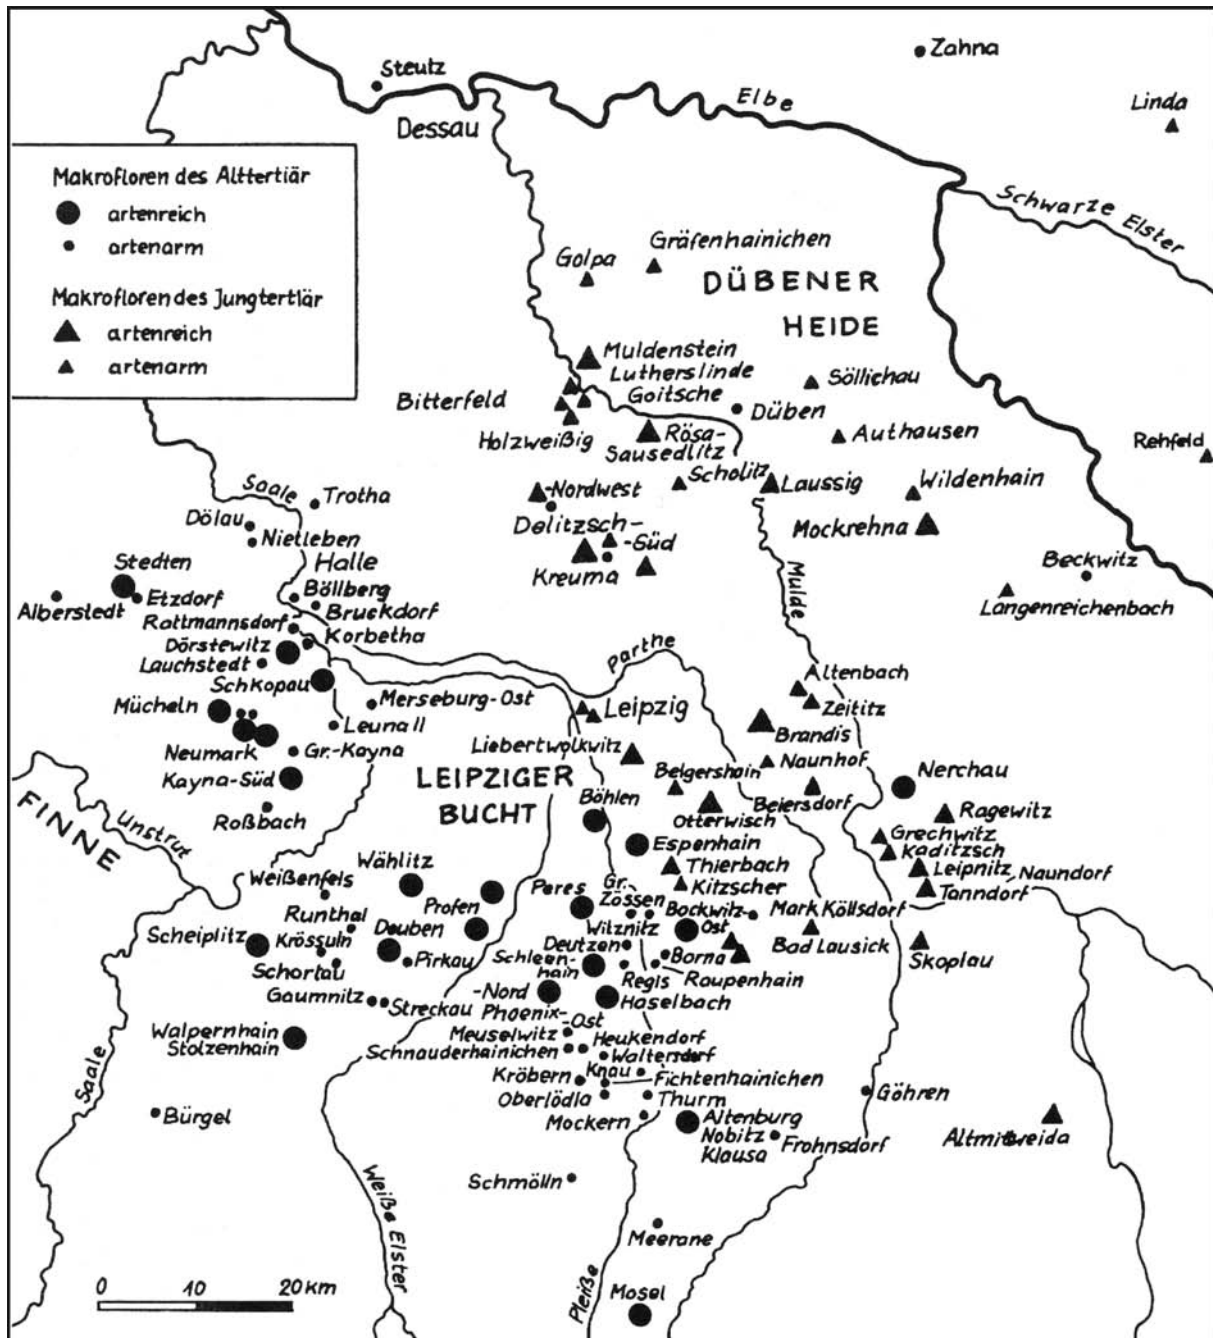 Zahna
Steutz
Elbe
Linda
Dessau
Makrofloren des Alttertiär
artenreich
artenarm
Makrofloren des Jungtertiär
artenreich
artenarm
Schwarze Elster
Gräfenhainichen
Golpa
DÜBENER
HEIDE
Muldenstein
Lutherslinde
Söllichau
Bitterfeld
Goitsche
Düben
Holzweißig
Rösa-
Sausedlitz
Authausen
Rehfeld
Saale
Trotha
-Nordwest
Scholitz
Laussig
Wildenhain
Dölau
Nietleben
Delitzsch-
-Süd
Mockrehna
Stedten
Halle
Kreuma
Mulde
Beckwitz
Alberstedt
Etzdorf
Böllberg
Bruckdorf
Langenreichenbach
Rattmannsdorf
Korbetha
Dörstewitz
Lauchstedt
Parthe
Altenbach
Schkopau
Merseburg-Ost
Leipzig
Zeititz
Mücheln
Leuna II
Brandis
Neumark
Gr.-Kayna
Liebertwolkwitz
Naunhof
Kayna-Süd
LEIPZIGER
BUCHT
Belgershain
Nerchau
FINNE
Unstrut
Roßbach
Böhlen
Otterwisch
Beiersdorf
Ragewitz
Espenhain
Grechwitz
Kaditzsch
Wählitz
Thierbach
Leipnitz
Naundorf
Weißenfels
Peres
Gr.
Zössen
Kitzscher
Tanndorf
Runthal
Profen
Bockwitz-
Ost
Mark Köllsdorf
Scheiplitz
Krössuln
Deuben
Wilznitz
Bad Lausick
Deutzen
Borna
Skoplau
Schortau
Pirkau
Schleen-
hain
Regis
Raupenhain
Gaumnitz
Streckau
-Nord
Phoenix-
-Ost
Haselbach
Walpernhain
Stolzenhain
Meuselwitz
Heukendorf
Schnauderhainichen
Waltersdorf
Saale
Kröbern
Knau
Fichtenhainichen
Oberlödla
Thurm
Göhren
Bürgel
Mockern
Altenburg
Nobitz
Klausa
Frohnsdorf
Altmittweida
Weiße Elster
Schmölln
Meerane
Pleiße
Mosel
0 10 20 km